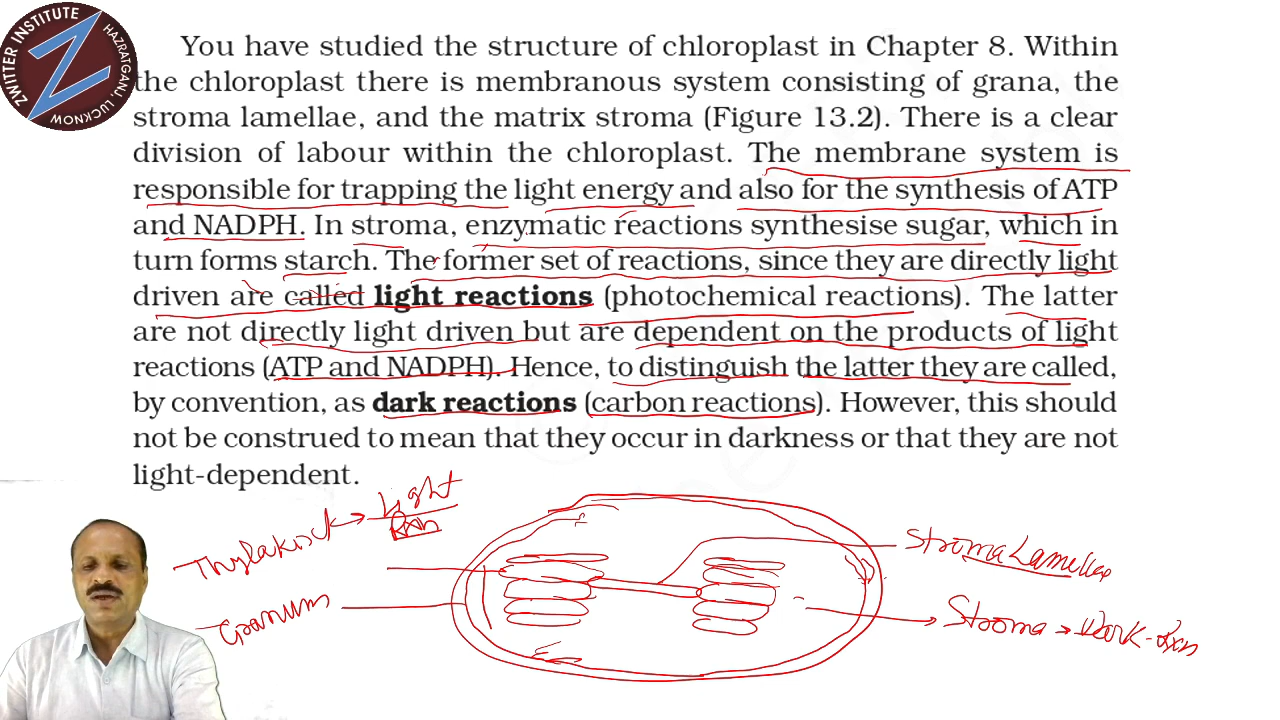 ZWITTER INSTITUTE
HAZRATGANJ, LUCKNOW
Z
You have studied the structure of chloroplast in Chapter 8. Within
the chloroplast there is membranous system consisting of grana, the
stroma lamellae, and the matrix stroma (Figure 13.2). There is a clear
division of labour within the chloroplast. The membrane system is
responsible for trapping the light energy and also for the synthesis of ATP
and NADPH. In stroma, enzymatic reactions synthesise sugar, which in
turn forms starch. The former set of reactions, since they are directly light
driven are called light reactions (photochemical reactions). The latter
are not directly light driven but are dependent on the products of light
reactions (ATP and NADPH). Hence, to distinguish the latter they are called,
by convention, as dark reactions (carbon reactions). However, this should
not be construed to mean that they occur in darkness or that they are not
light-dependent.
Thylakoid → Light
Rxn
Granum
Stroma Lamellae
Stroma → Dark-Rxn